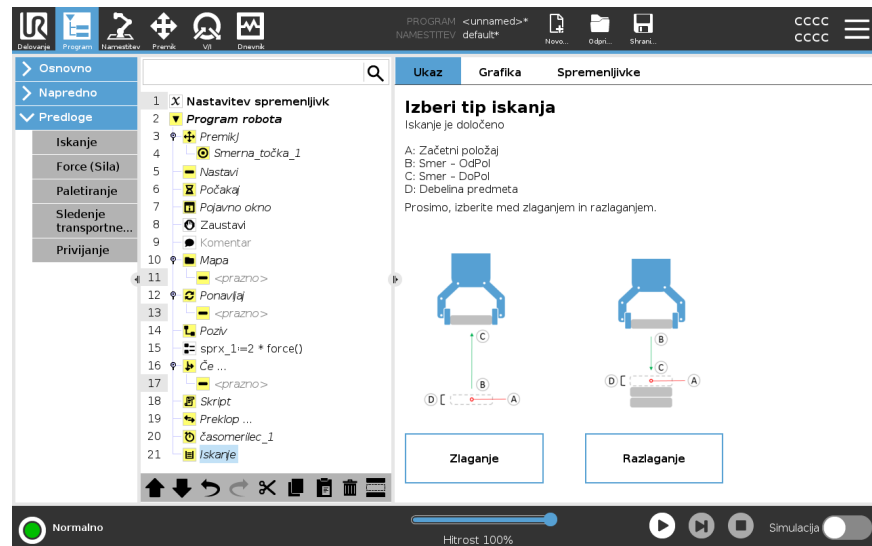 PROGRAM <unnamed>*
NAMESTITEV default*
Delovanje
Program
Namestitev
Premik
V/I
Dnevnik
Novo...
Odpri...
Shrani...
CCCC
CCCC
Osnovno
Napredno
Predloge
Iskanje
Force (Sila)
Paletiranje
Sledenje
transportne...
Privijanje
1 X Nastavitev spremenljivk
2 Program robota
3 PremikJ
4 Smerna_točka_1
5 Nastavi
6 Počakaj
7 Pojavno okno
8 Zaustavi
9 Komentar
10 Mapa
11 <prazno>
12 Ponavljaj
13 <prazno>
14 Poziv
15 sprx_1:=2 * force()
16 Če ...
17 <prazno>
18 Skript
19 Preklop ...
20 časomerilec_1
21 Iskanje
Ukaz Grafika Spremenljivke
Izberi tip iskanja
Iskanje je določeno
A: Začetni položaj
B: Smer - OdPol
C: Smer - DoPol
D: Debelina predmeta
Prosimo, izberite med zlaganjem in razlaganjem.
C
B
D A
B
C
D A
Zlaganje
Razlaganje
Normalno
Hitrost 100%
Simulacija